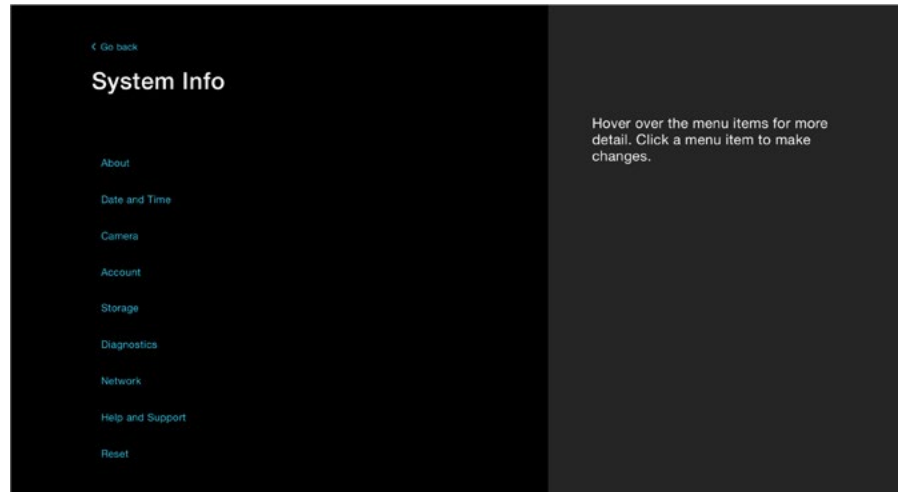 Go back
System Info
Hover over the menu items for more
detail. Click a menu item to make
changes.
About
Date and Time
Camera
Account
Storage
Diagnostics
Network
Help and Support
Reset